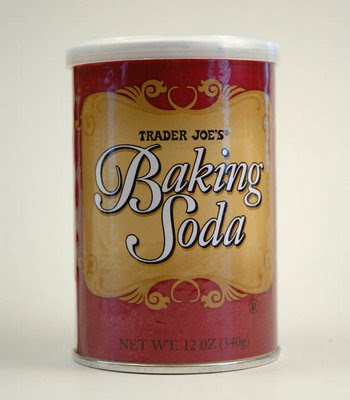 TRADER JOE'S®
Baking
Soda
NET WT. 12 OZ (340g)